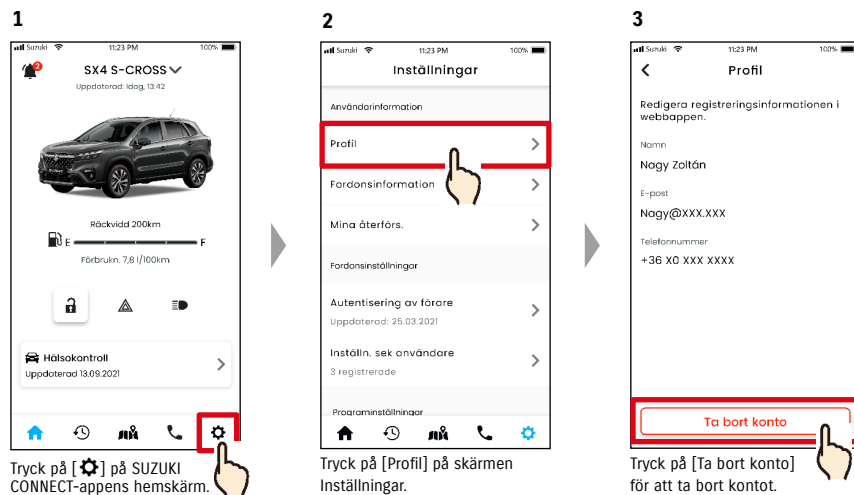 1
Suzuki 11:23 PM 100%
2
SX4 S-CROSS
Uppdaterad: Idag, 13:42
Räckvidd 200km
E F
Förbrukn. 7,8 l/100km
Hälsokontroll
Uppdaterad 13.09.2021
Tryck på [ ] på SUZUKI
CONNECT-appens hemskärm.
2
Suzuki 11:23 PM 100%
Inställningar
Användarinformation
Profil
Fordonsinformation
Mina återförs.
Fordonsinställningar
Autentisering av förare
Uppdaterad: 25.03.2021
Inställn. sek användare
3 registrerade
Programinställningar
Tryck på [Profil] på skärmen
Inställningar.
3
Suzuki 11:23 PM 100%
Profil
Redigera registreringsinformationen i
webbappen.
Namn
Nagy Zoltán
E-post
Nagy@XXX.XXX
Telefonnummer
+36 X0 XXX XXXX
Ta bort konto
Tryck på [Ta bort konto]
för att ta bort kontot.